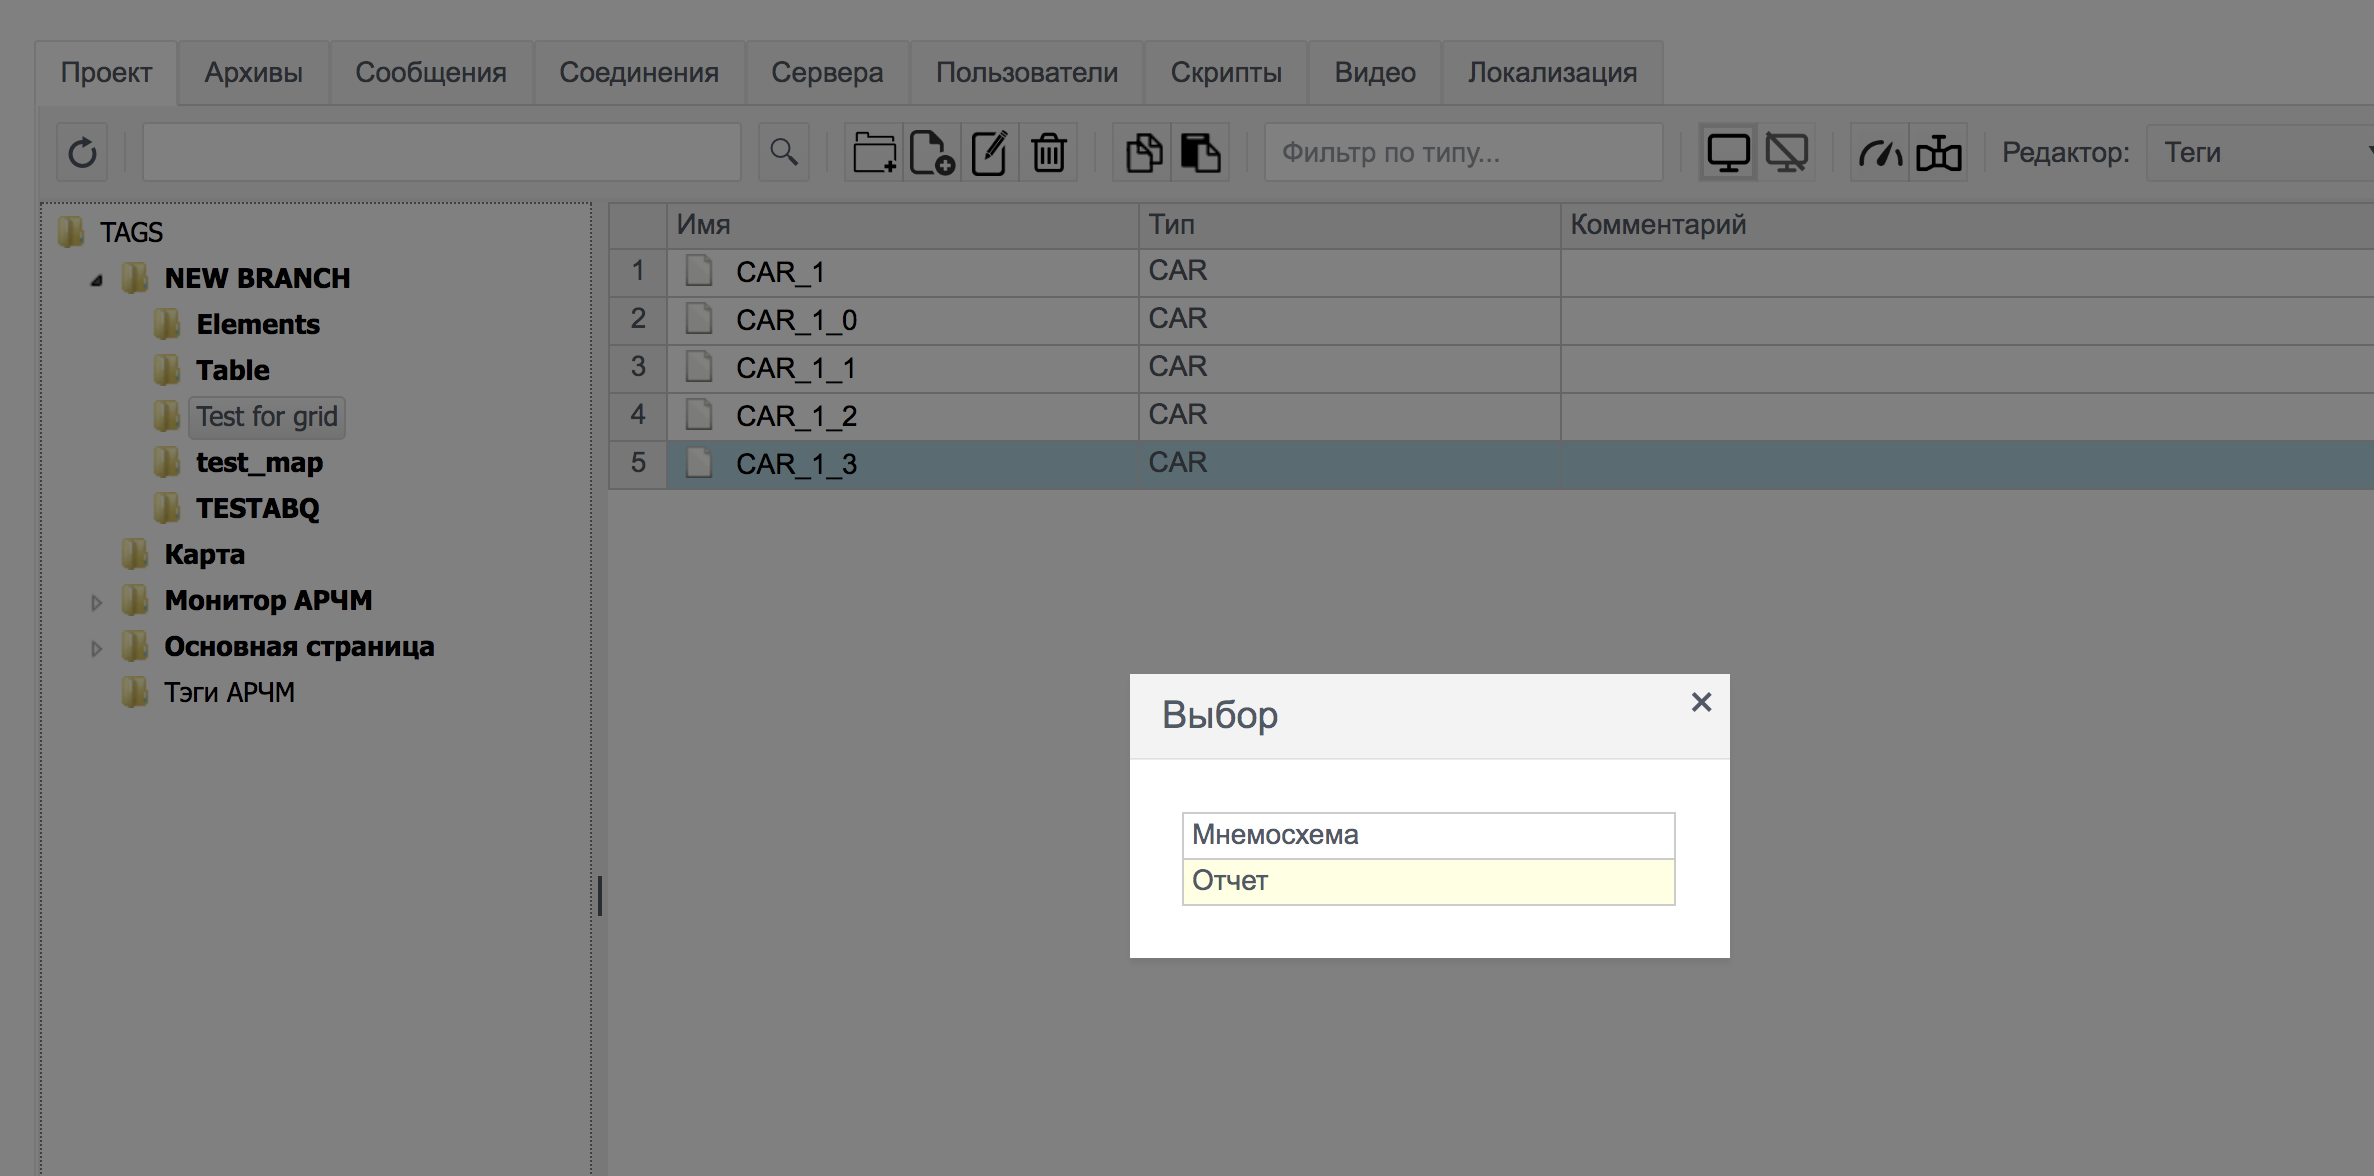 Проект Архивы Сообщения Соединения Сервера Пользователи Скрипты Видео Локализация
Фильтр по типу... Редактор: Теги
TAGS
NEW BRANCH
Elements
Table
Test for grid
test_map
TESTABQ
Карта
Монитор АРЧМ
Основная страница
Тэги АРЧМ
Имя Тип Комментарий
1 CAR_1 CAR
2 CAR_1_0 CAR
3 CAR_1_1 CAR
4 CAR_1_2 CAR
5 CAR_1_3 CAR
Выбор
Мнемосхема
Отчет